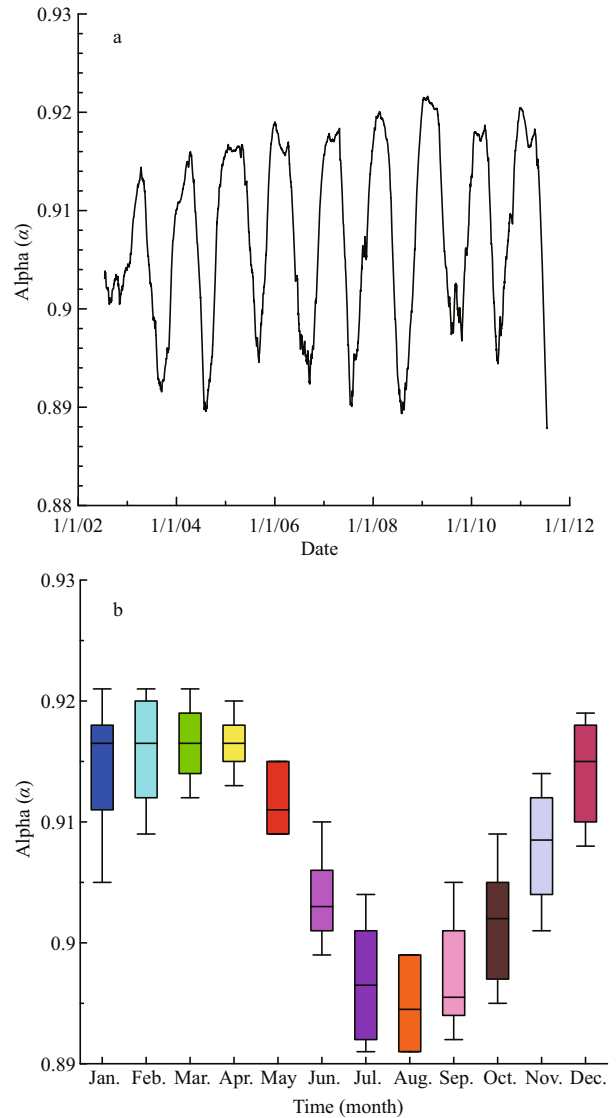 0.93
a
0.92
0.91
Alpha (α)
0.9
0.89
0.88
1/1/02 1/1/04 1/1/06 1/1/08 1/1/10 1/1/12
Date
0.93
b
0.92
0.91
Alpha (α)
0.9
0.89
Jan. Feb. Mar. Apr. May Jun. Jul. Aug. Sep. Oct. Nov. Dec.
Time (month)